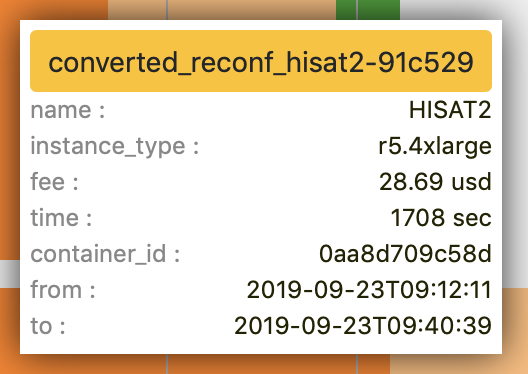 converted_reconf_hisat2-91c529
name : HISAT2
instance_type : r5.4xlarge
fee : 28.69 usd
time : 1708 sec
container_id : 0aa8d709c58d
from : 2019-09-23T09:12:11
to : 2019-09-23T09:40:39